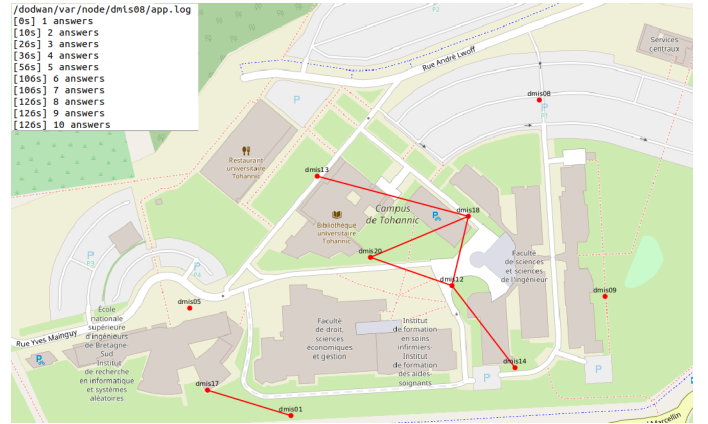 /dodwan/var/node/dmis08/app.log
[0s] 1 answers
[10s] 2 answers
[26s] 3 answers
[36s] 4 answers
[56s] 5 answers
[106s] 6 answers
[106s] 7 answers
[126s] 8 answers
[126s] 9 answers
[126s] 10 answers
P
Rue André Lwoff
Services
centraux
dmis08
P
P
Restaurant
universitaire
Tohannic
dmis13
Campus
de Tohannic
dmis18
Bibliothèque
universitaire
Tohannic
dmis20
Faculté
de sciences
et sciences
de l'ingénieur
dmis12
dmis09
P
P
dmis05
École
nationale
supérieure
d'ingénieurs
de Bretagne-
Sud
Institut
de recherche
en informatique
et systèmes
aléatoires
Rue Yves Mainguy
Faculté
de droit,
sciences
économiques
et gestion
Institut
de formation
en soins
infirmiers-
Institut
de formation
des aides-
soignants
dmis14
P
P
dmis17
dmis01
Marcellin